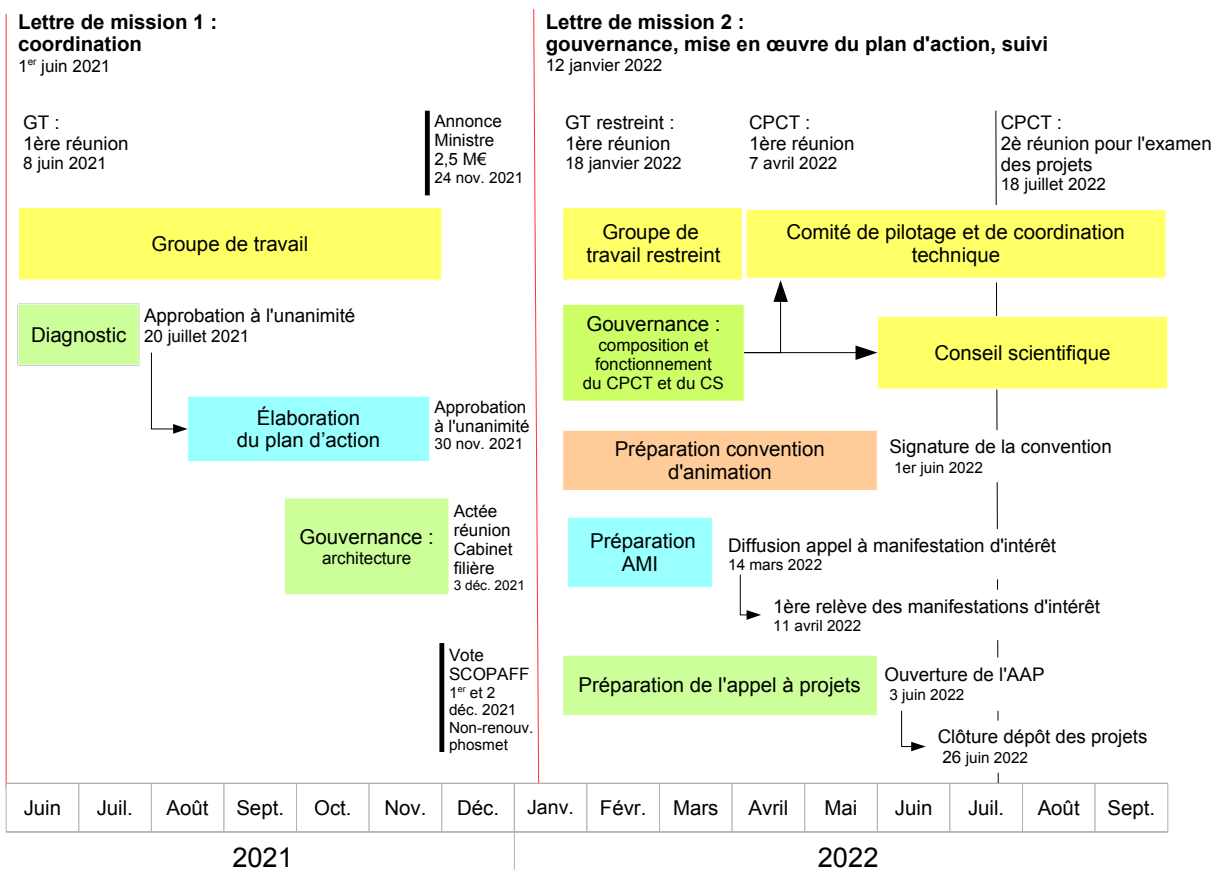 Lettre de mission 1 :
coordination
1er juin 2021
Lettre de mission 2 :
gouvernance, mise en œuvre du plan d'action, suivi
12 janvier 2022
GT :
1ère réunion
8 juin 2021
Annonce
Ministre
2,5 M€
24 nov. 2021
GT restreint :
1ère réunion
18 janvier 2022
CPCT :
1ère réunion
7 avril 2022
CPCT :
2è réunion pour l'examen
des projets
18 juillet 2022
Groupe de travail
Groupe de
travail restreint
Comité de pilotage et de coordination
technique
Diagnostic
Approbation à l'unanimité
20 juillet 2021
Gouvernance :
composition et
fonctionnement
du CPCT et du CS
Conseil scientifique
Élaboration
du plan d’action
Approbation
à l'unanimité
30 nov. 2021
Préparation convention
d'animation
Signature de la convention
1er juin 2022
Gouvernance :
architecture
Actée
réunion
Cabinet
filière
3 déc. 2021
Préparation
AMI
Diffusion appel à manifestation d'intérêt
14 mars 2022
1ère relève des manifestations d'intérêt
11 avril 2022
Vote
SCOPAFF
1er et 2
déc. 2021
Non-renouv.
phosmet
Préparation de l'appel à projets
Ouverture de l'AAP
3 juin 2022
Clôture dépôt des projets
26 juin 2022
Juin Juil. Août Sept. Oct. Nov. Déc. Janv. Févr. Mars Avril Mai Juin Juil. Août Sept.
2021 2022